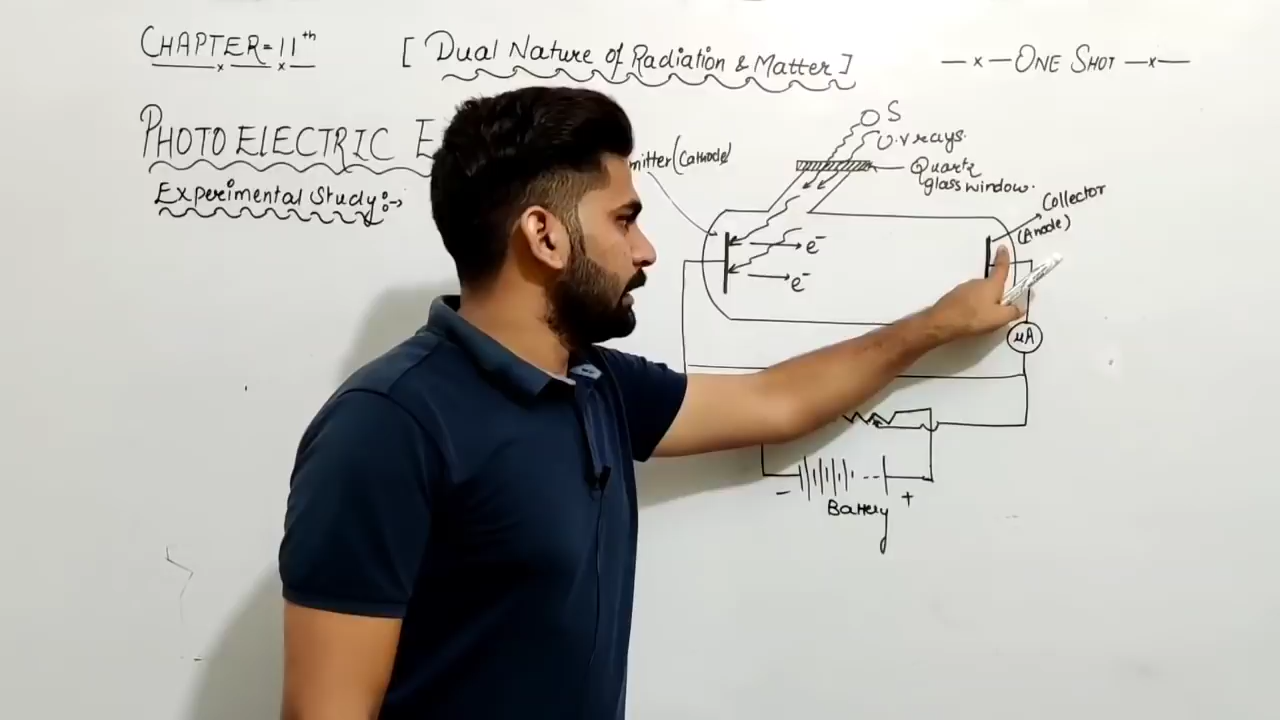 CHAPTER = 11th
[ Dual Nature of Radiation & Matter ]
— x — ONE SHOT — x —
PHOTOELECTRIC E
Experimental Study :→
S
U.V rays.
mitter (Cathode)
Quartz
glass window.
Collector
(Anode)
e⁻
e⁻
μA
- +
Battery